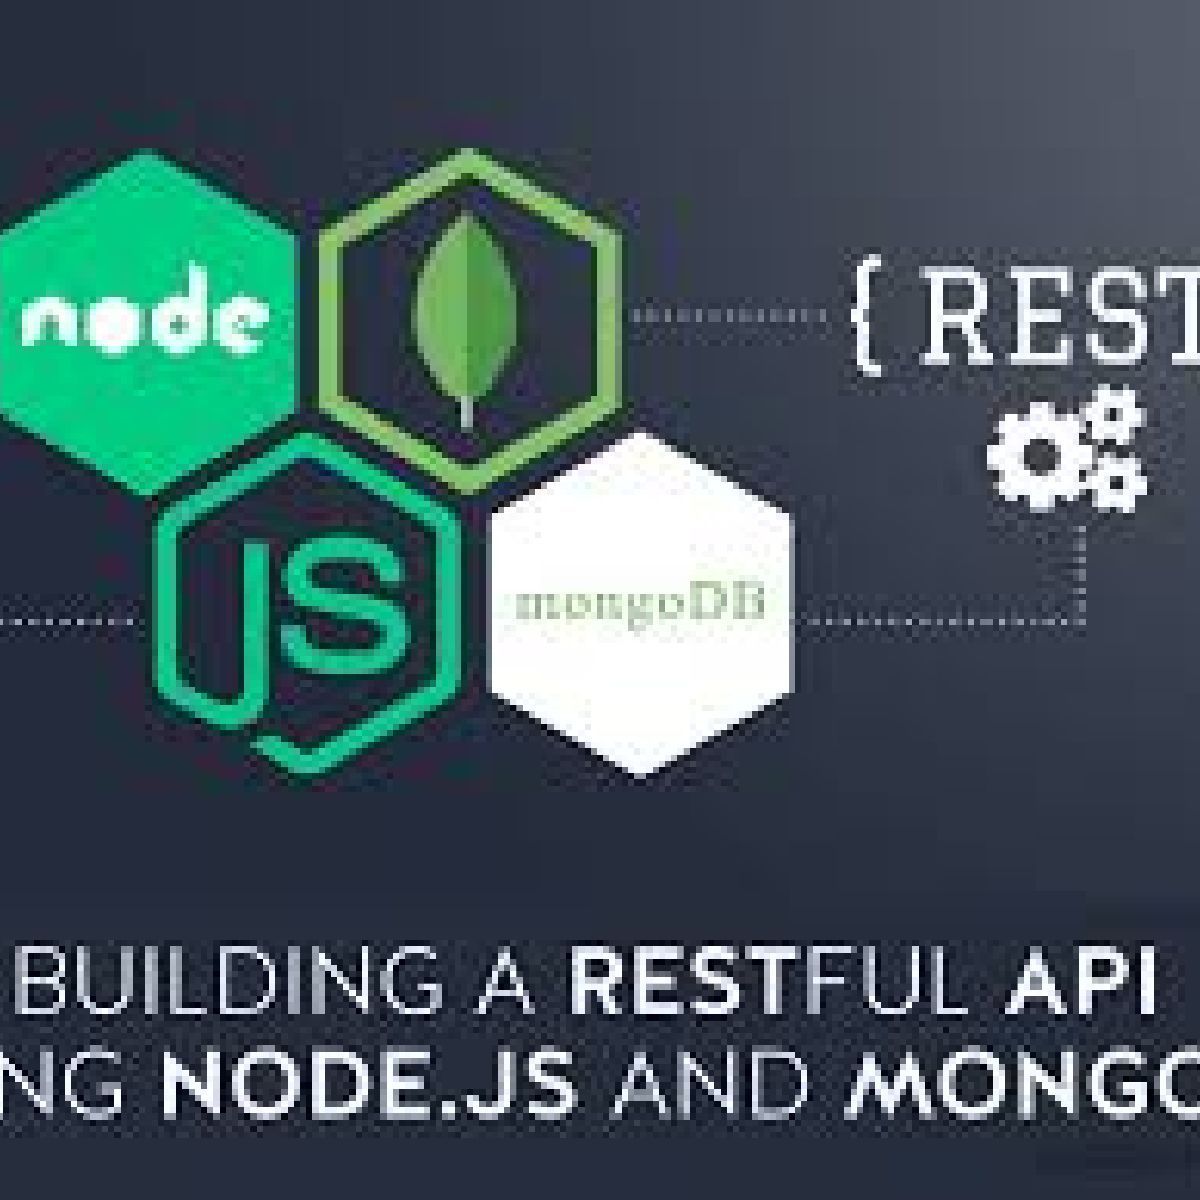 node
{ REST
JS
mongoDB
BUILDING A RESTFUL API
NG NODE.JS AND MONGO